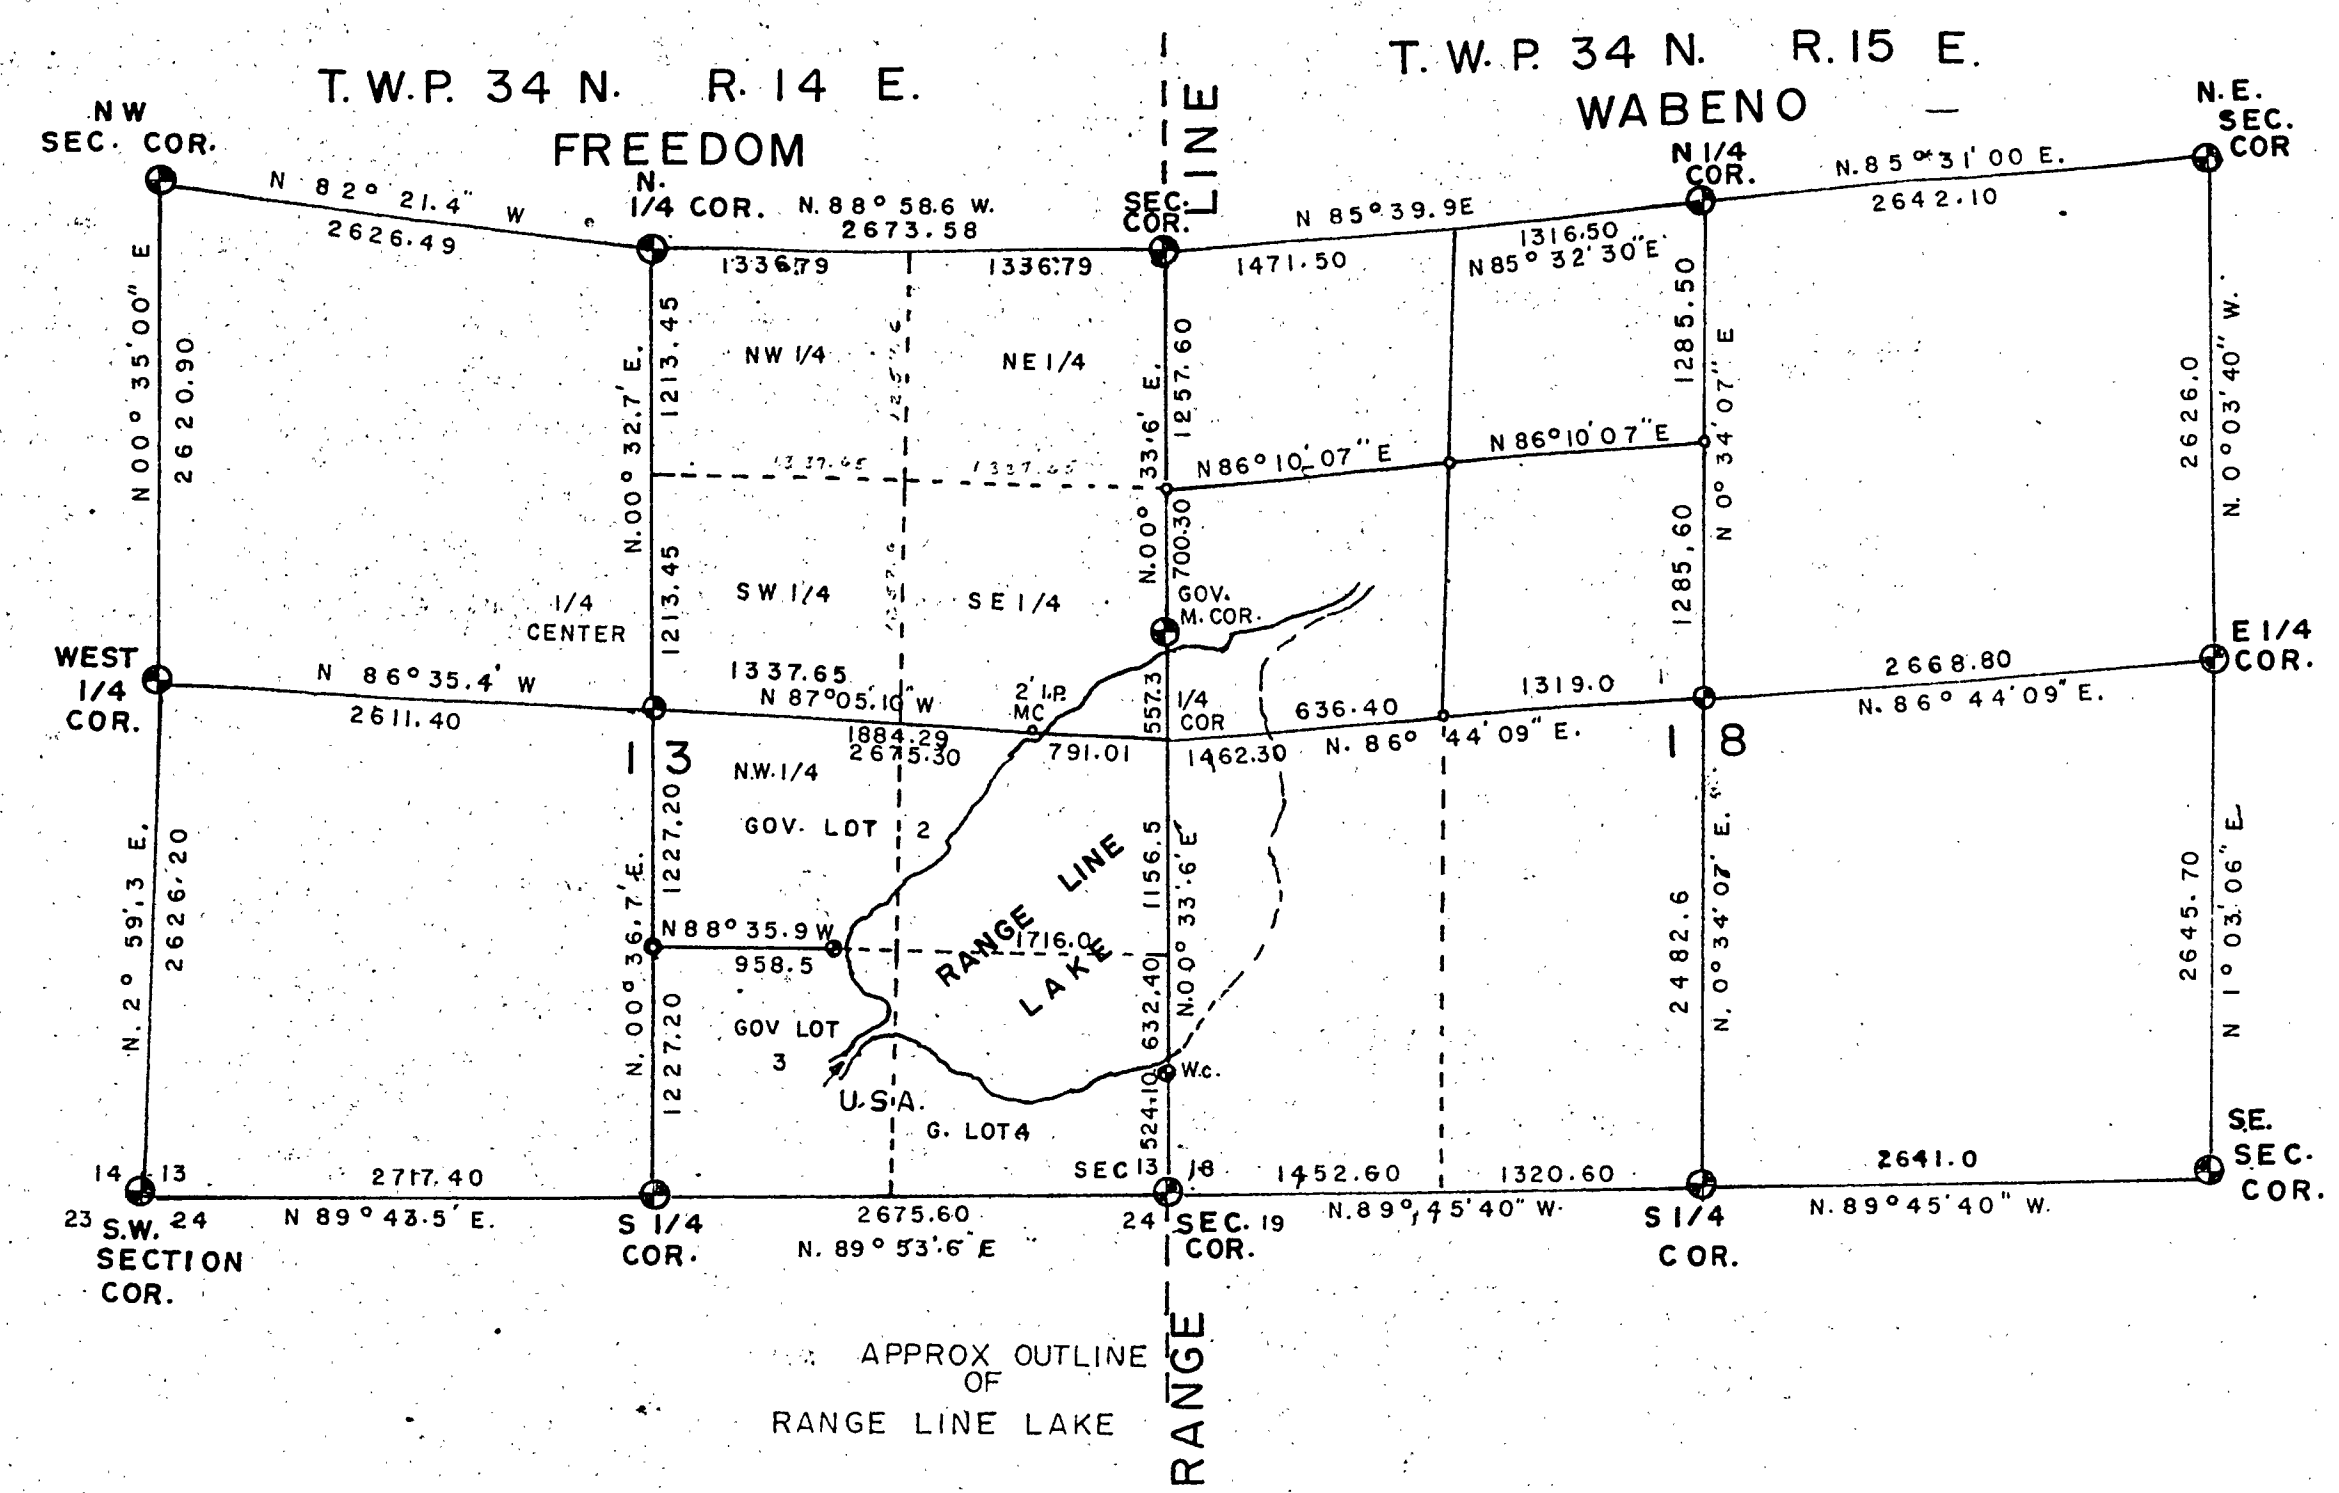 T.W.P. 34 N. R. 14 E.
FREEDOM
T.W.P. 34 N. R. 15 E.
WABENO
LINE
NW
SEC. COR.
N.
1/4 COR.
SEC.
COR.
N 1/4
COR.
N.E.
SEC.
COR
N 82° 21.4" W
2626.49
N. 88° 58.6 W.
2673.58
1336.79
1336.79
N 85° 39.9 E
1471.50
1316.50
N 85° 32' 30" E
N. 85° 31' 00 E.
2642.10
N 00° 35' 00" E
2620.90
N. 00° 32.7' E.
1213.45
1213.45
NW 1/4
NE 1/4
1337.65
1337.65
SW 1/4
SE 1/4
N. 00° 33.6' E.
1257.60
700.30
N 86° 10' 07" E
N 86° 10' 07" E
1285.50
1285.60
N 0° 34' 07" E
2626.0
N. 0° 03' 40" W.
GOV.
M. COR.
1/4
CENTER
WEST
1/4
COR.
N 86° 35.4' W
2611.40
1337.65
N 87° 05.10" W
2' I.P.
MC
1884.29
2675.30
791.01
557.3
1/4
COR
636.40
1319.0
1462.30
N. 86° 44' 09" E.
2668.80
N. 86° 44' 09" E.
E 1/4
COR.
13
18
N.W. 1/4
GOV. LOT 2
N. 2° 59.3 E.
2626.20
N. 00° 36.7' E.
1227.20
1227.20
N 88° 35.9 W
958.5
1716.0
RANGE LINE
LAKE
1156.5
N. 00° 33.6' E
632.40
524.10
W.C.
2482.6
N. 0° 34' 07' E.
2645.70
N 1° 03' 06" E
GOV LOT
3
U.S.A.
G. LOT 4
14 13
23 24
S.W.
SECTION
COR.
2717.40
N 89° 43.5' E.
S 1/4
COR.
2675.60
N. 89° 53'.6" E
SEC 13 18
24 19
SEC.
COR.
1452.60
1320.60
N. 89° 45' 40" W.
S 1/4
COR.
2641.0
N. 89° 45' 40" W.
SE.
SEC.
COR.
RANGE
APPROX OUTLINE
OF
RANGE LINE LAKE